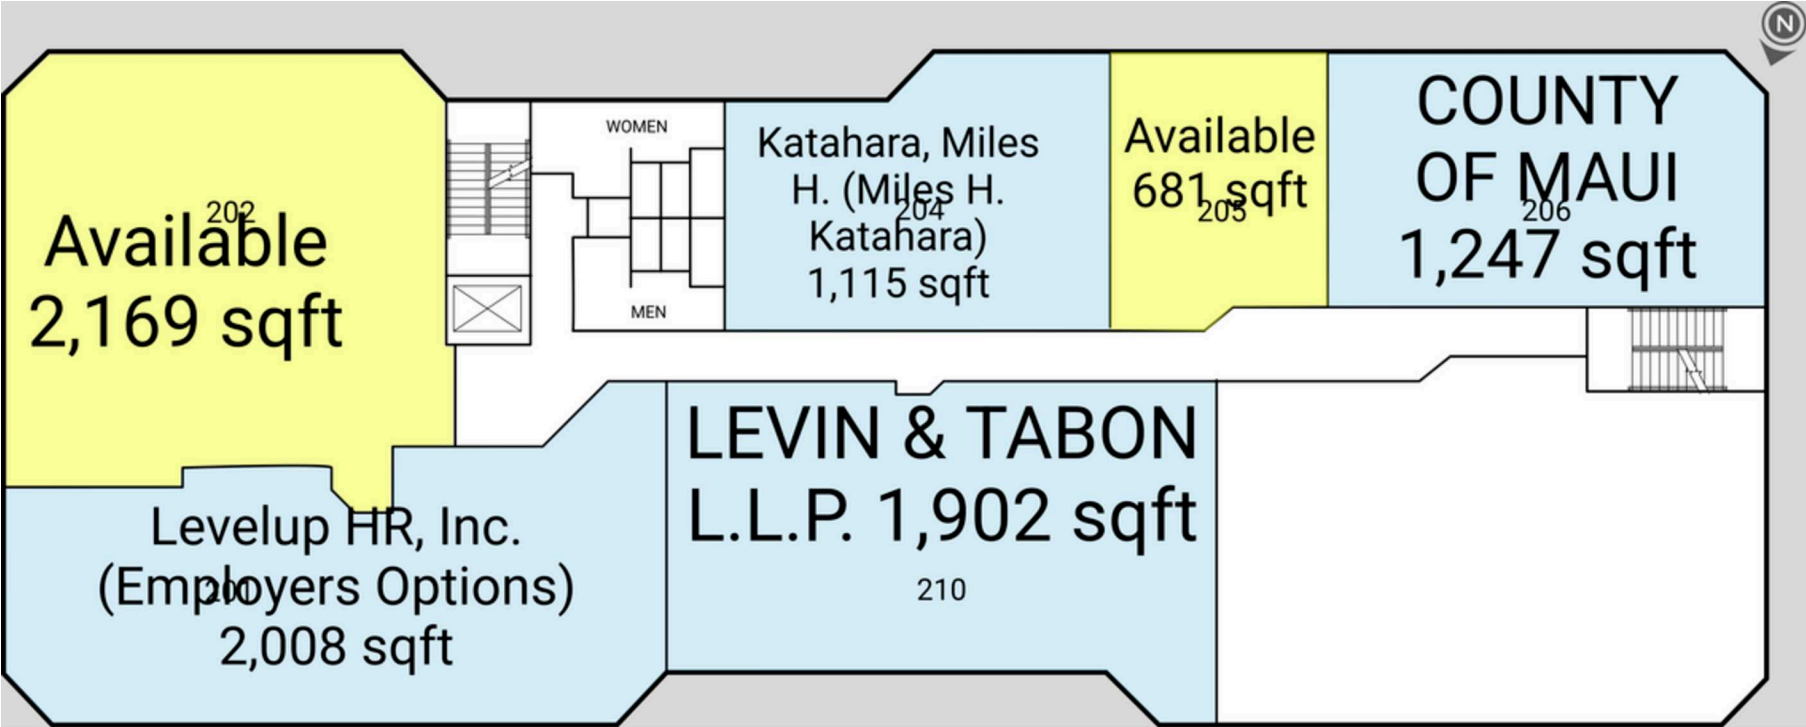 N
202
Available
2,169 sqft
WOMEN
MEN
Katahara, Miles
H. (Miles H.
204
Katahara)
1,115 sqft
Available
681 sqft
205
COUNTY
OF MAUI
206
1,247 sqft
Levelup HR, Inc.
(Employers Options)
201
2,008 sqft
LEVIN & TABON
L.L.P. 1,902 sqft
210